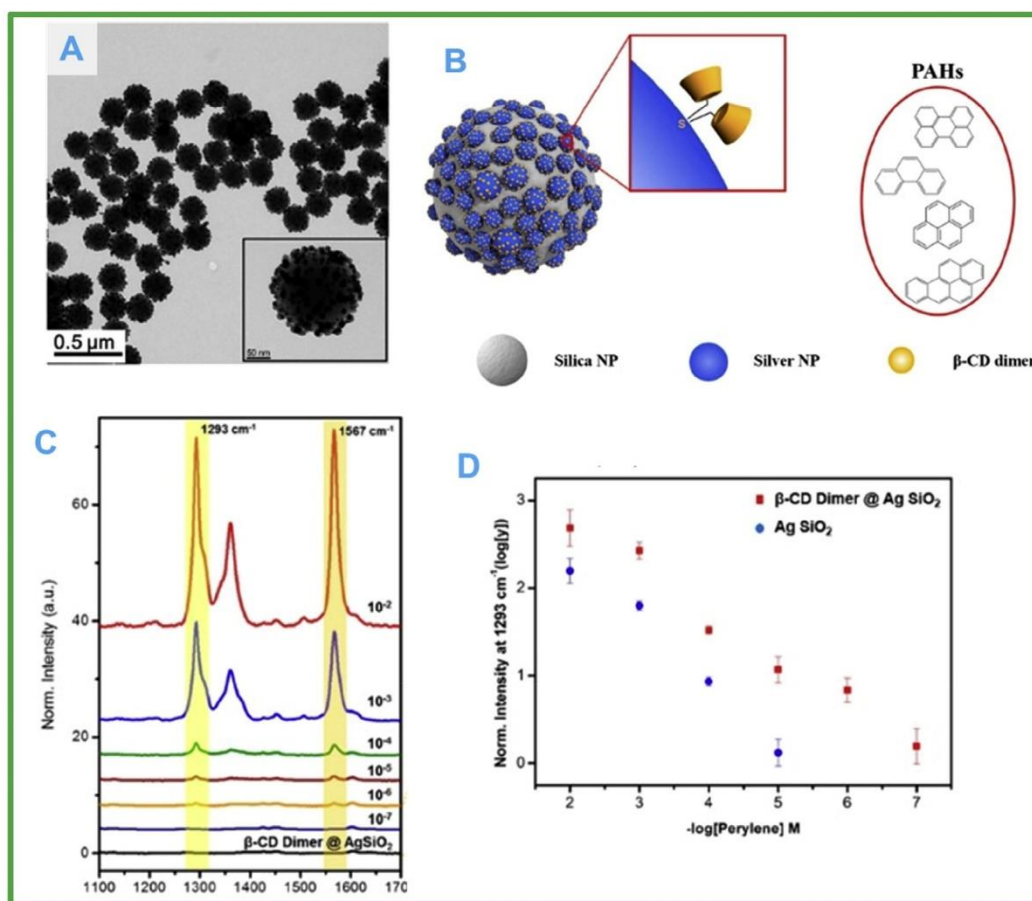 A
0.5 µm
50 nm
B
PAHs
S
Silica NP
Silver NP
β-CD dimer
C
1293 cm⁻¹
1567 cm⁻¹
Norm. Intensity (a.u.)
60
40
20
0
10⁻²
10⁻³
10⁻⁴
10⁻⁵
10⁻⁶
10⁻⁷
β-CD Dimer @ AgSiO₂
1100 1200 1300 1400 1500 1600 170
D
Norm. Intensity at 1293 cm⁻¹(log[y])
3
2
1
0
β-CD Dimer @ Ag SiO₂
Ag SiO₂
2 3 4 5 6 7
-log[Perylene] M